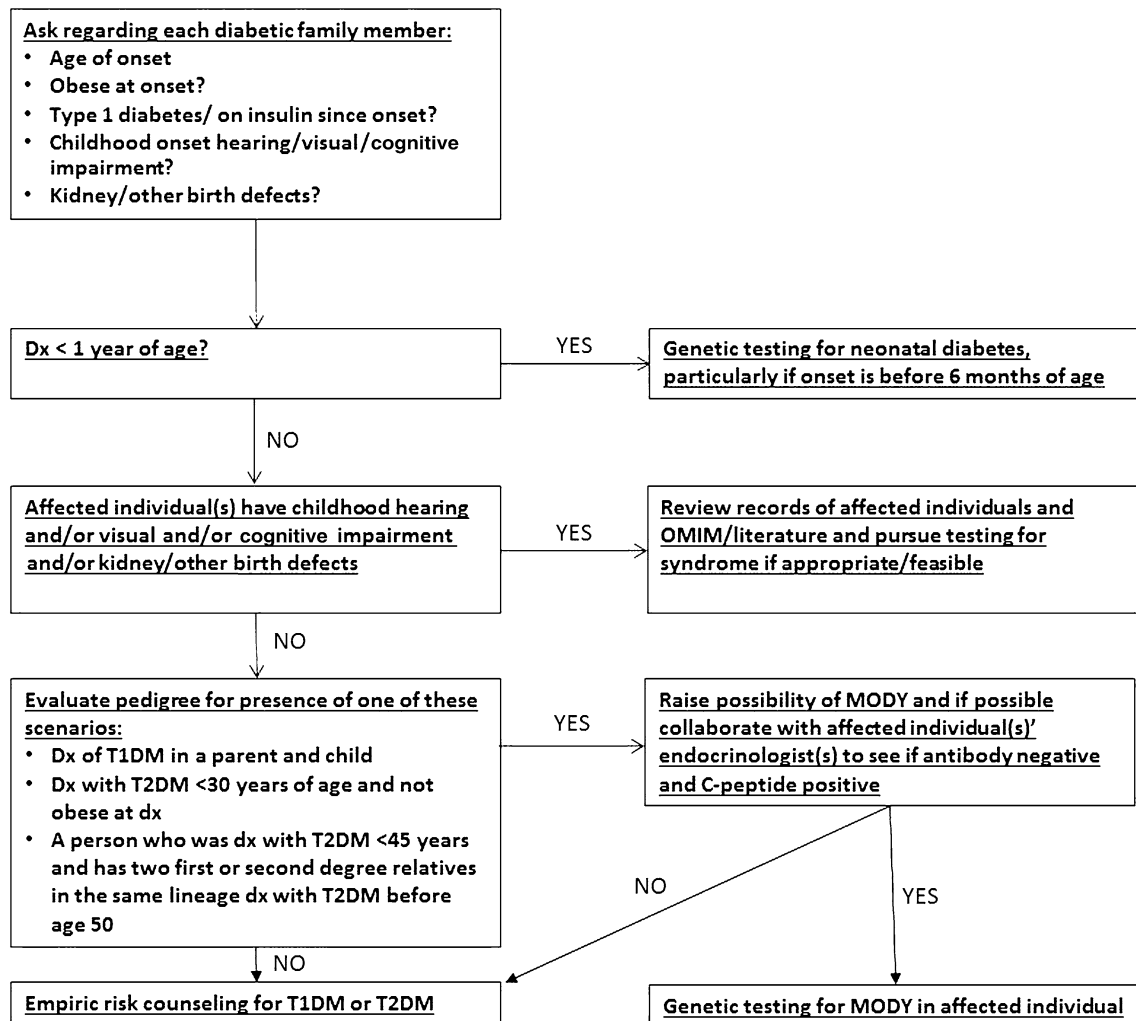 Ask regarding each diabetic family member:
• Age of onset
• Obese at onset?
• Type 1 diabetes/ on insulin since onset?
• Childhood onset hearing/visual/cognitive
impairment?
• Kidney/other birth defects?
Dx < 1 year of age?
YES
Genetic testing for neonatal diabetes,
particularly if onset is before 6 months of age
NO
Affected individual(s) have childhood hearing
and/or visual and/or cognitive impairment
and/or kidney/other birth defects
YES
Review records of affected individuals and
OMIM/literature and pursue testing for
syndrome if appropriate/feasible
NO
Evaluate pedigree for presence of one of these
scenarios:
• Dx of T1DM in a parent and child
• Dx with T2DM <30 years of age and not
obese at dx
• A person who was dx with T2DM <45 years
and has two first or second degree relatives
in the same lineage dx with T2DM before
age 50
YES
Raise possibility of MODY and if possible
collaborate with affected individual(s)'
endocrinologist(s) to see if antibody negative
and C-peptide positive
NO
YES
NO
Empiric risk counseling for T1DM or T2DM
Genetic testing for MODY in affected individual